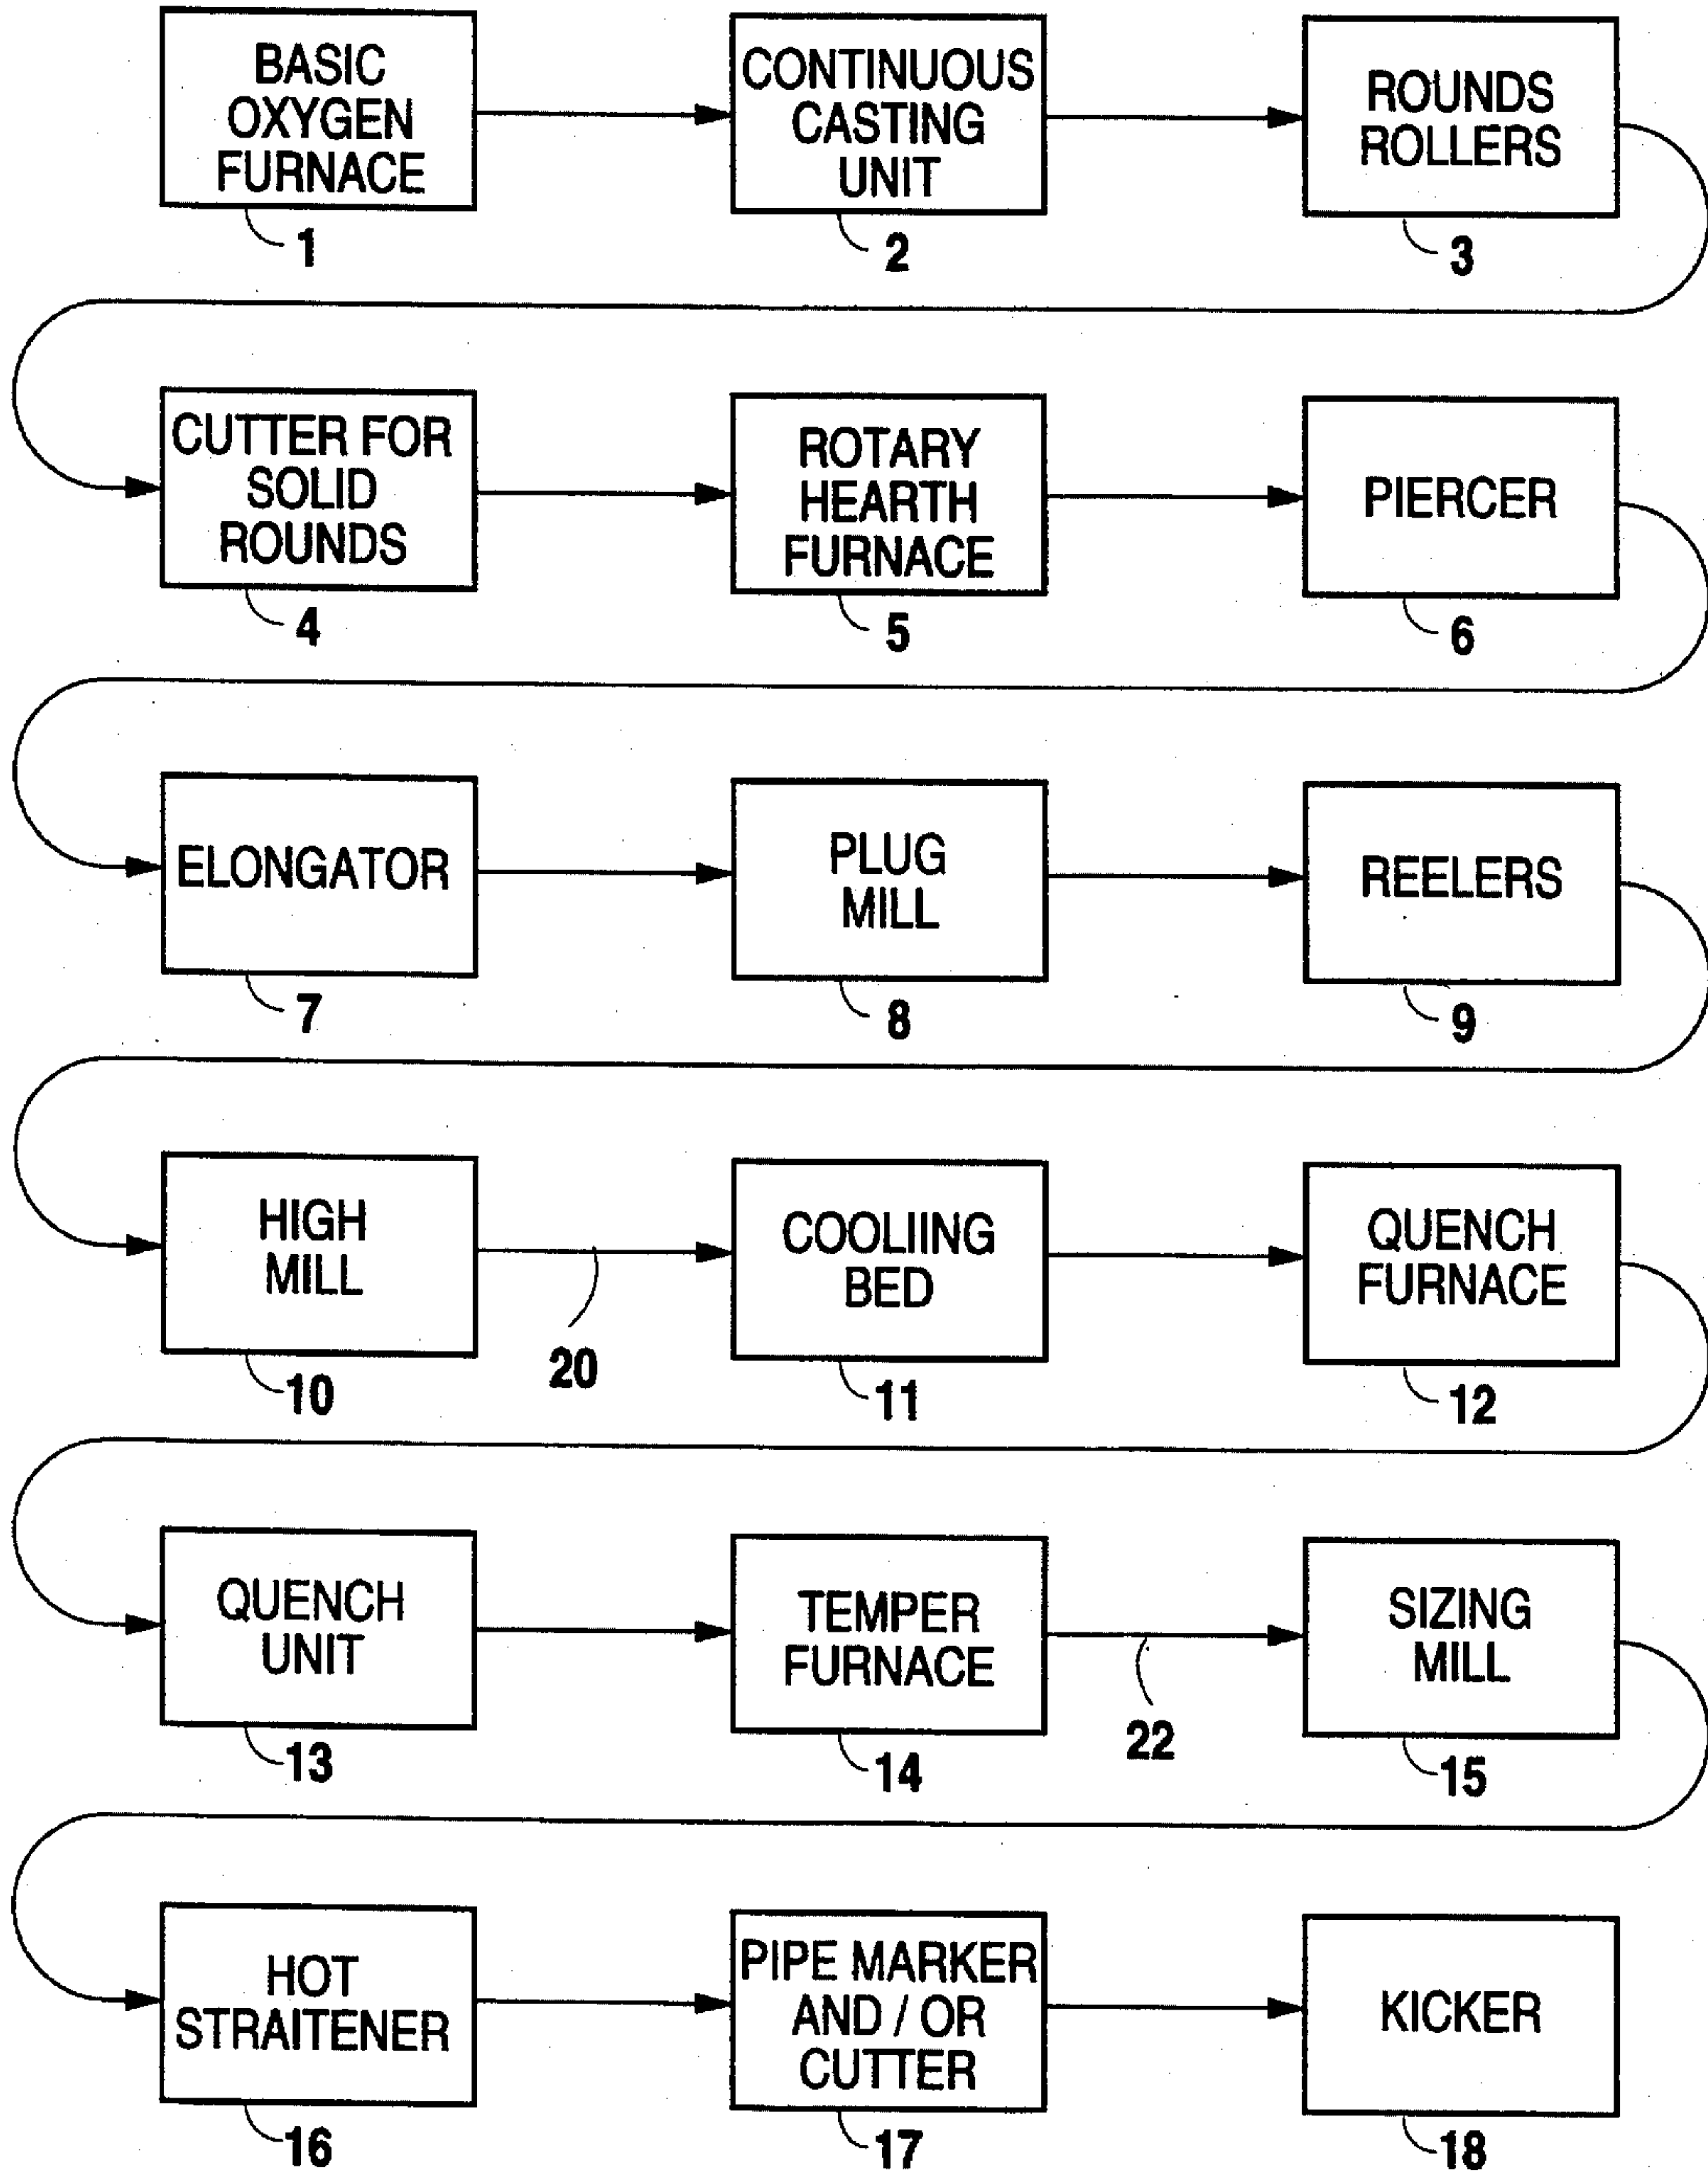 BASIC
OXYGEN
FURNACE
1
CONTINUOUS
CASTING
UNIT
2
ROUNDS
ROLLERS
3
CUTTER FOR
SOLID
ROUNDS
4
ROTARY
HEARTH
FURNACE
5
PIERCER
6
ELONGATOR
7
PLUG
MILL
8
REELERS
9
HIGH
MILL
10
20
COOLIING
BED
11
QUENCH
FURNACE
12
QUENCH
UNIT
13
TEMPER
FURNACE
14
22
SIZING
MILL
15
HOT
STRAITENER
16
PIPE MARKER
AND / OR
CUTTER
17
KICKER
18